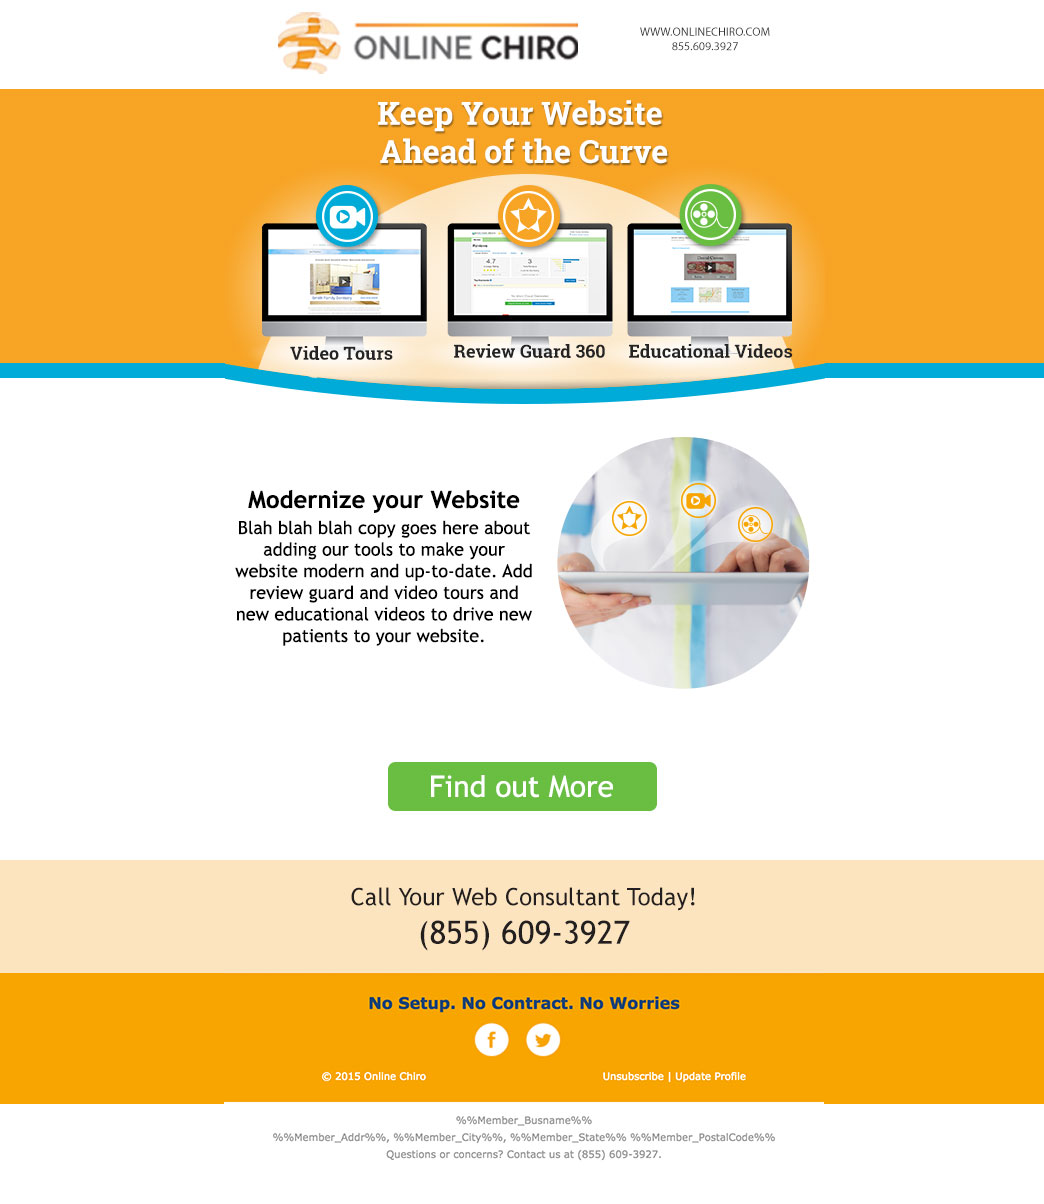 ONLINE CHIRO
WWW.ONLINECHIRO.COM
855.609.3927
Keep Your Website
Ahead of the Curve
4.7
3
Video Tours
Review Guard 360
Educational Videos
Modernize your Website
Blah blah blah copy goes here about
adding our tools to make your
website modern and up-to-date. Add
review guard and video tours and
new educational videos to drive new
patients to your website.
Find out More
Call Your Web Consultant Today!
(855) 609-3927
No Setup. No Contract. No Worries
© 2015 Online Chiro
Unsubscribe | Update Profile
%%Member_Busname%%
%%Member_Addr%%, %%Member_City%%, %%Member_State%% %%Member_PostalCode%%
Questions or concerns? Contact us at (855) 609-3927.